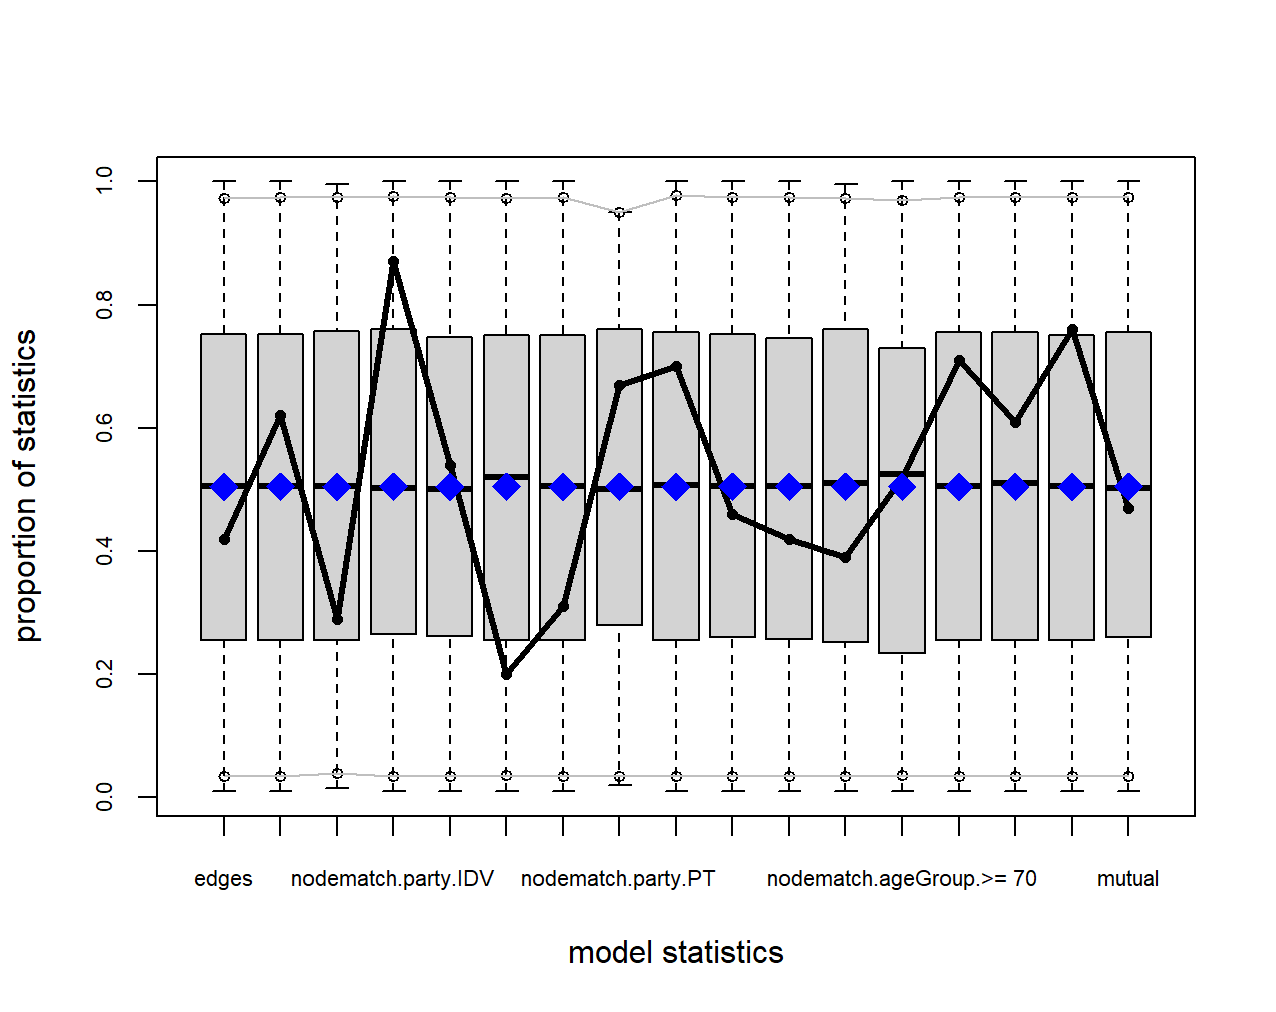 proportion of statistics
1.0
0.8
0.6
0.4
0.2
0.0
edges nodematch.party.IDV nodematch.party.PT nodematch.ageGroup.>= 70 mutual
model statistics